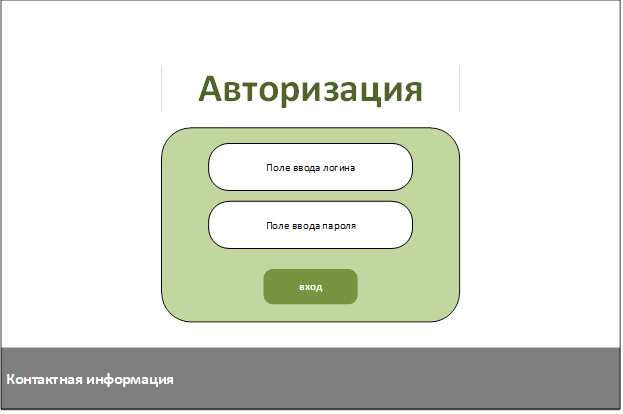 Авторизация
Поле ввода логина
Поле ввода пароля
вход
Контактная информация